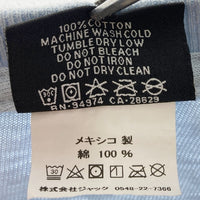 100% COTTON
MACHINE WASH COLD
TUMBLE DRY LOW
DO NOT BLEACH
DO NOT IRON
DO NOT DRY CLEAN
RN-94974 CA-28829
メキシコ 製
綿 100 %
株式会社ジャック 0548-22-7366